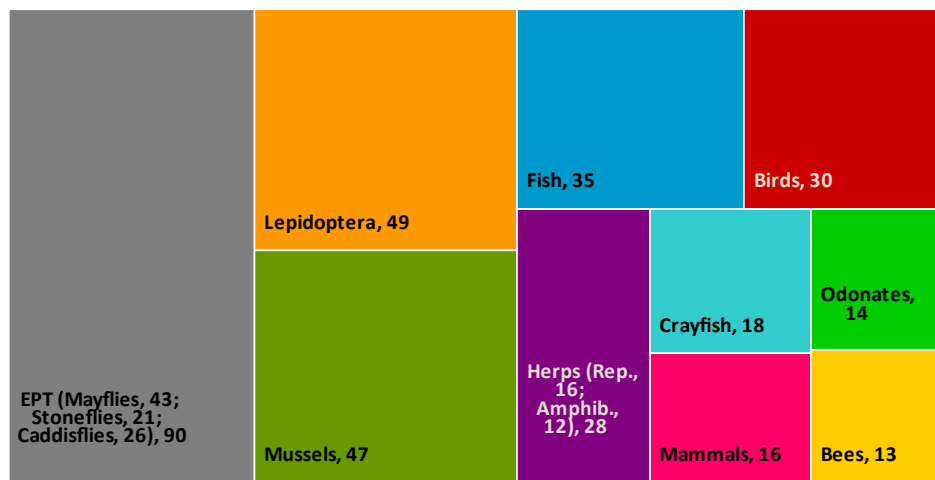 EPT (Mayflies, 43;
Stoneflies, 21;
Caddisflies, 26), 90
Lepidoptera, 49
Mussels, 47
Fish, 35
Birds, 30
Herps (Rep.,
16;
Amphib.,
12), 28
Crayfish, 18
Mammals, 16
Odonates,
14
Bees, 13